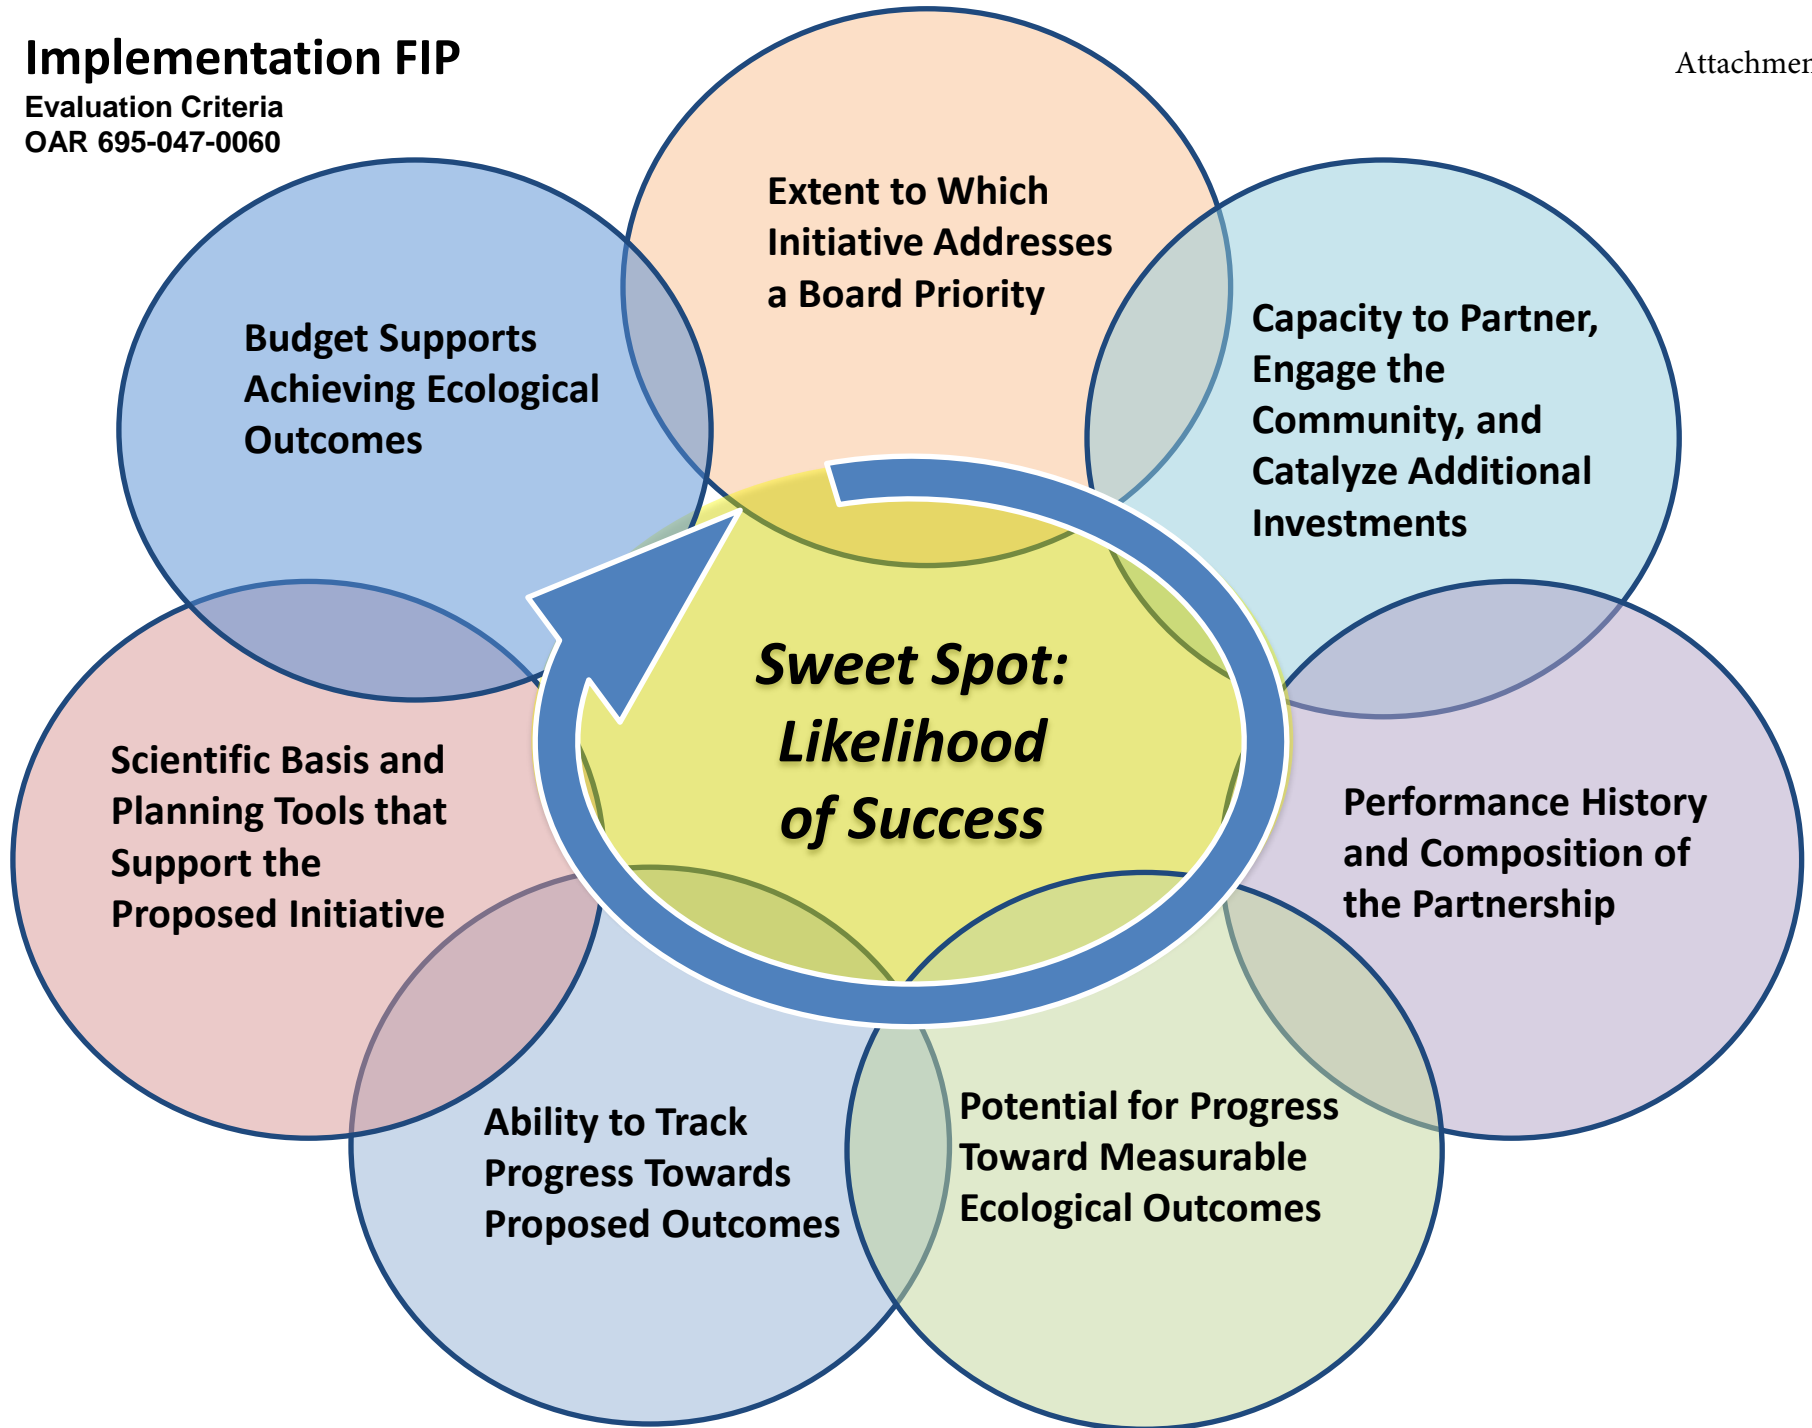 Implementation FIP
Evaluation Criteria
OAR 695-047-0060
Attachmen
Extent to Which
Initiative Addresses
a Board Priority
Capacity to Partner,
Engage the
Community, and
Catalyze Additional
Investments
Performance History
and Composition of
the Partnership
Potential for Progress
Toward Measurable
Ecological Outcomes
Ability to Track
Progress Towards
Proposed Outcomes
Scientific Basis and
Planning Tools that
Support the
Proposed Initiative
Budget Supports
Achieving Ecological
Outcomes
Sweet Spot:
Likelihood
of Success